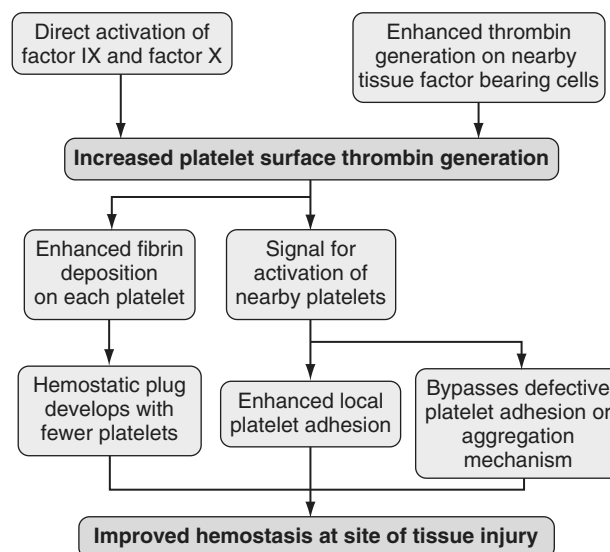 Direct activation of
factor IX and factor X
Enhanced thrombin
generation on nearby
tissue factor bearing cells
Increased platelet surface thrombin generation
Enhanced fibrin
deposition
on each platelet
Signal for
activation of
nearby platelets
Hemostatic plug
develops with
fewer platelets
Enhanced local
platelet adhesion
Bypasses defective
platelet adhesion or
aggregation
mechanism
Improved hemostasis at site of tissue injury